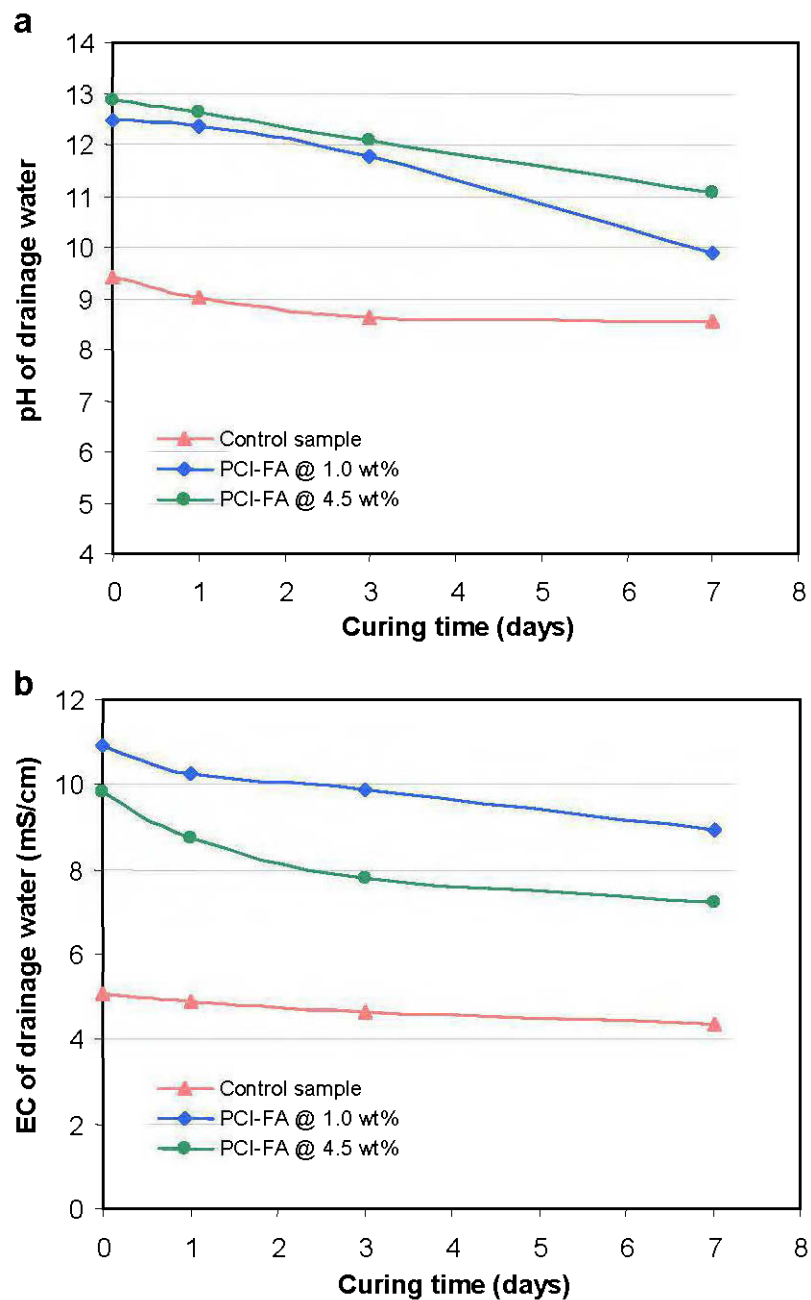 a
14
13
12
11
10
9
8
7
6
5
4
pH of drainage water
Control sample
PCI-FA @ 1.0 wt%
PCI-FA @ 4.5 wt%
0 1 2 3 4 5 6 7 8
Curing time (days)
b
12
10
8
6
4
2
0
EC of drainage water (mS/cm)
Control sample
PCI-FA @ 1.0 wt%
PCI-FA @ 4.5 wt%
0 1 2 3 4 5 6 7 8
Curing time (days)